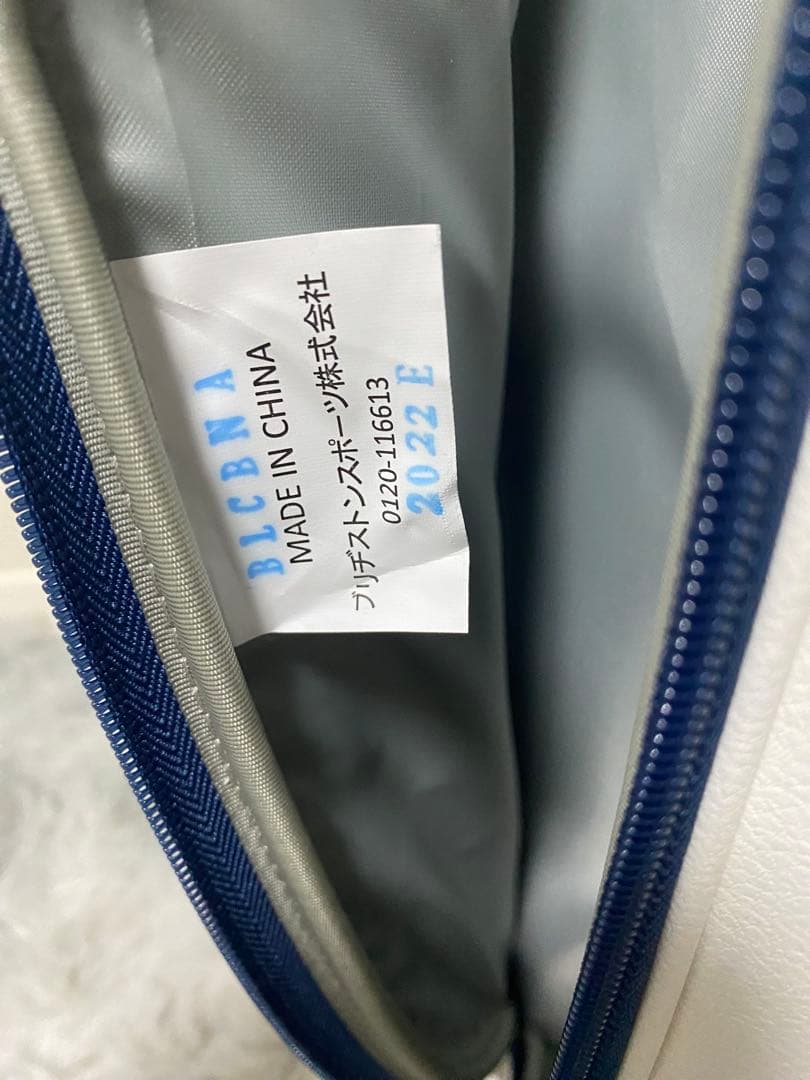 BLCBNA
MADE IN CHINA
ブリヂストンスポーツ株式会社
0120-116613
2022E